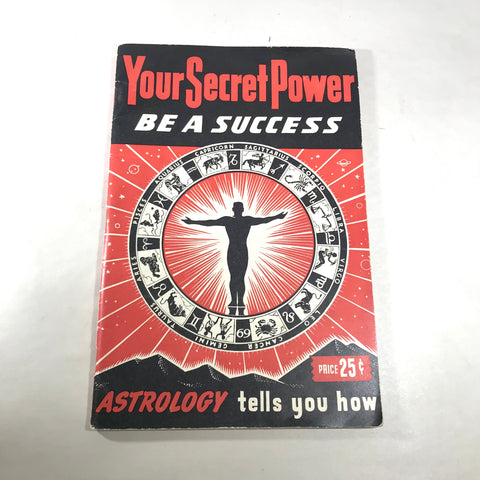 Your Secret Power
BE A SUCCESS
CAPRICORN
SAGITTARIUS
SCORPIO
LIBRA
VIRGO
LEO
CANCER
GEMINI
TAURUS
ARIES
PISCES
AQUARIUS
PRICE 25¢
ASTROLOGY tells you how